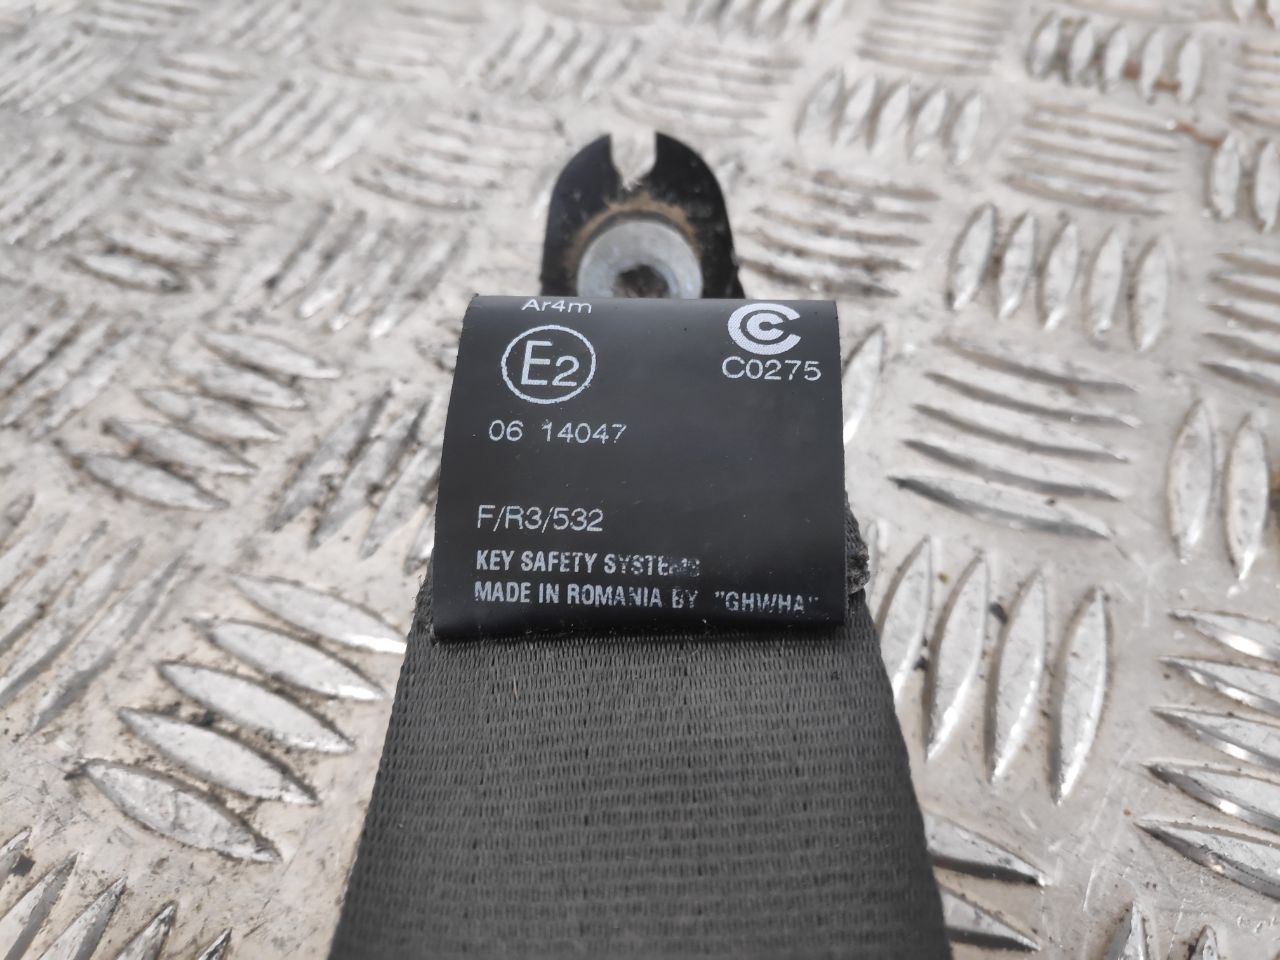 Ar4m
E2
C0275
06 14047
F/R3/532
KEY SAFETY SYSTEMS
MADE IN ROMANIA BY "GHWHA"